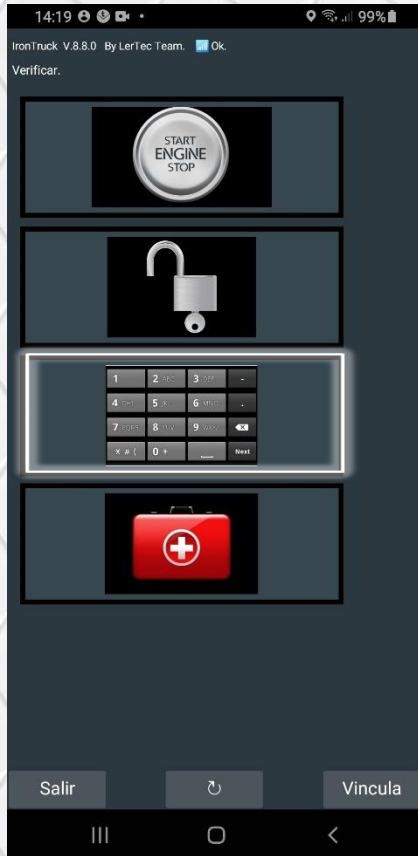 14:19 99%
IronTruck V.8.8.0 By LerTec Team. Ok.
Verificar.
START
ENGINE
STOP
1 2 ABC 3 DEF -
4 GHI 5 JKL 6 MNO .
7 PQRS 8 TUV 9 WXYZ
* # ( 0 + Next
Salir Vincula